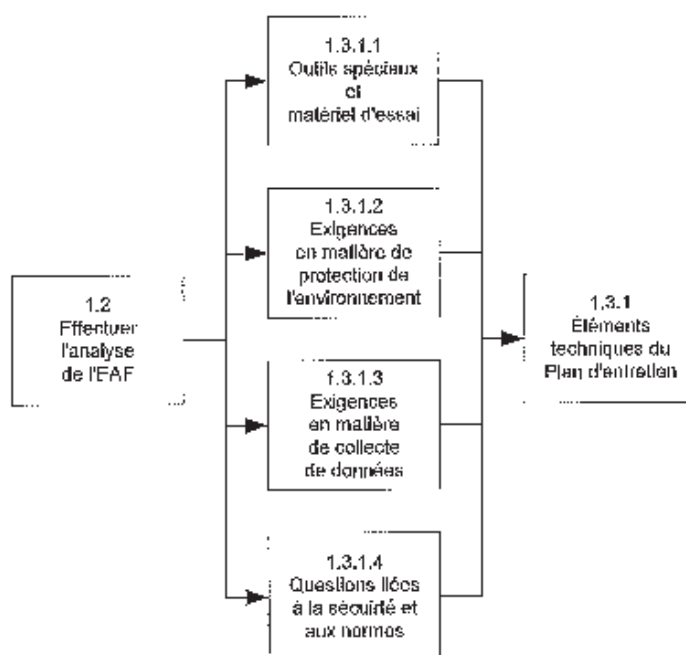 1.3.1.1
Outils spéciaux
et
matériel d'essai
1.3.1.2
Exigences
en matière de
protection de
l'environnement
1.2
Effectuer
l'analyse
de l'EAF
1.3.1
Éléments
techniques du
Plan d'entretien
1.3.1.3
Exigences
en matière
de collecte
de données
1.3.1.4
Questions liées
à la sécurité et
aux normes